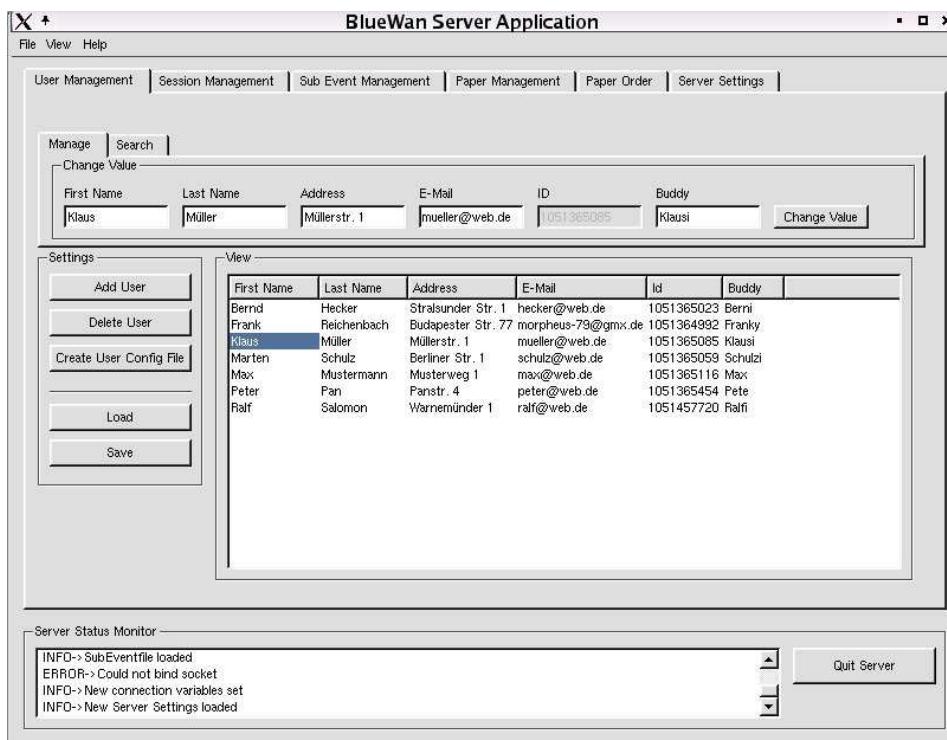 BlueWan Server Application
File View Help
User Management Session Management Sub Event Management Paper Management Paper Order Server Settings
Manage Search
Change Value
First Name Last Name Address E-Mail ID Buddy
Klaus Müller Müllerstr. 1 mueller@web.de 1051365085 Klausi Change Value
Settings View
Add User
Delete User
Create User Config File
Load
Save
First Name Last Name Address E-Mail Id Buddy
Bernd Hecker Stralsunder Str. 1 hecker@web.de 1051365023 Berni
Frank Reichenbach Budapester Str. 77 morpheus-79@gmx.de 1051364992 Franky
Klaus Müller Müllerstr. 1 mueller@web.de 1051365085 Klausi
Marten Schulz Berliner Str. 1 schulz@web.de 1051365059 Schulzi
Max Mustermann Musterweg 1 max@web.de 1051365116 Max
Peter Pan Panstr. 4 peter@web.de 1051365454 Pete
Ralf Salomon Warnemünder 1 ralf@web.de 1051457720 Ralfi
Server Status Monitor
INFO-> SubEventfile loaded
ERROR-> Could not bind socket
INFO-> New connection variables set
INFO-> New Server Settings loaded
Quit Server